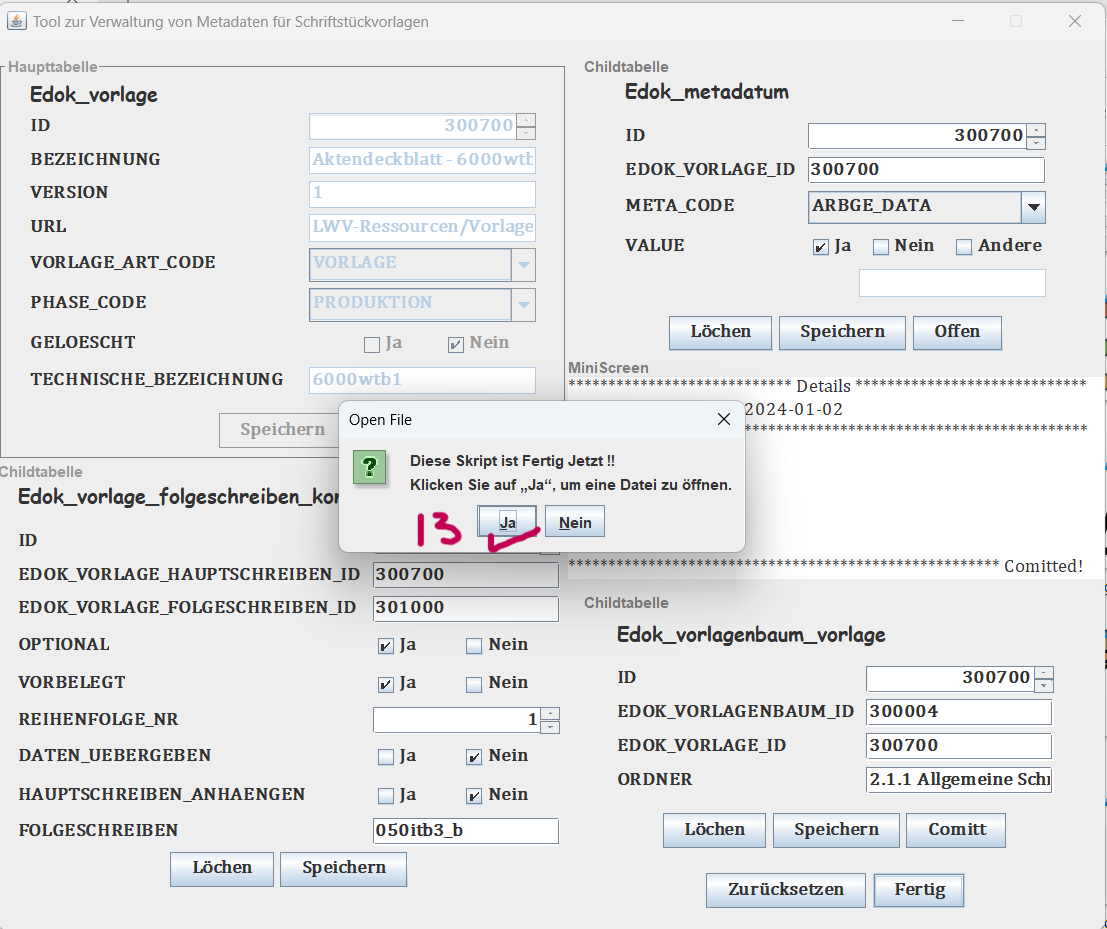 Tool zur Verwaltung von Metadaten für Schriftstückvorlagen
Haupttabelle
Edok_vorlage
ID 300700
BEZEICHNUNG Aktendeckblatt - 6000wtb
VERSION 1
URL LWV-Ressourcen/Vorlage
VORLAGE_ART_CODE VORLAGE
PHASE_CODE PRODUKTION
GELOESCHT Ja Nein
TECHNISCHE_BEZEICHNUNG 6000wtb1
Speichern
Childtabelle
Edok_metadatum
ID 300700
EDOK_VORLAGE_ID 300700
META_CODE ARBGE_DATA
VALUE Ja Nein Andere
Löchen Speichern Offen
MiniScreen
**************************** Details *****************************
2024-01-02
*******************************************
****************************************************** Comitted!
Open File
Diese Skript ist Fertig Jetzt !!
Klicken Sie auf „Ja“, um eine Datei zu öffnen.
13 Ja Nein
Childtabelle
Edok_vorlage_folgeschreiben_kor
ID
EDOK_VORLAGE_HAUPTSCHREIBEN_ID 300700
EDOK_VORLAGE_FOLGESCHREIBEN_ID 301000
OPTIONAL Ja Nein
VORBELEGT Ja Nein
REIHENFOLGE_NR 1
DATEN_UEBERGEBEN Ja Nein
HAUPTSCHREIBEN_ANHAENGEN Ja Nein
FOLGESCHREIBEN 050itb3_b
Löchen Speichern
Childtabelle
Edok_vorlagenbaum_vorlage
ID 300700
EDOK_VORLAGENBAUM_ID 300004
EDOK_VORLAGE_ID 300700
ORDNER 2.1.1 Allgemeine Schr
Löchen Speichern Comitt
Zurücksetzen Fertig